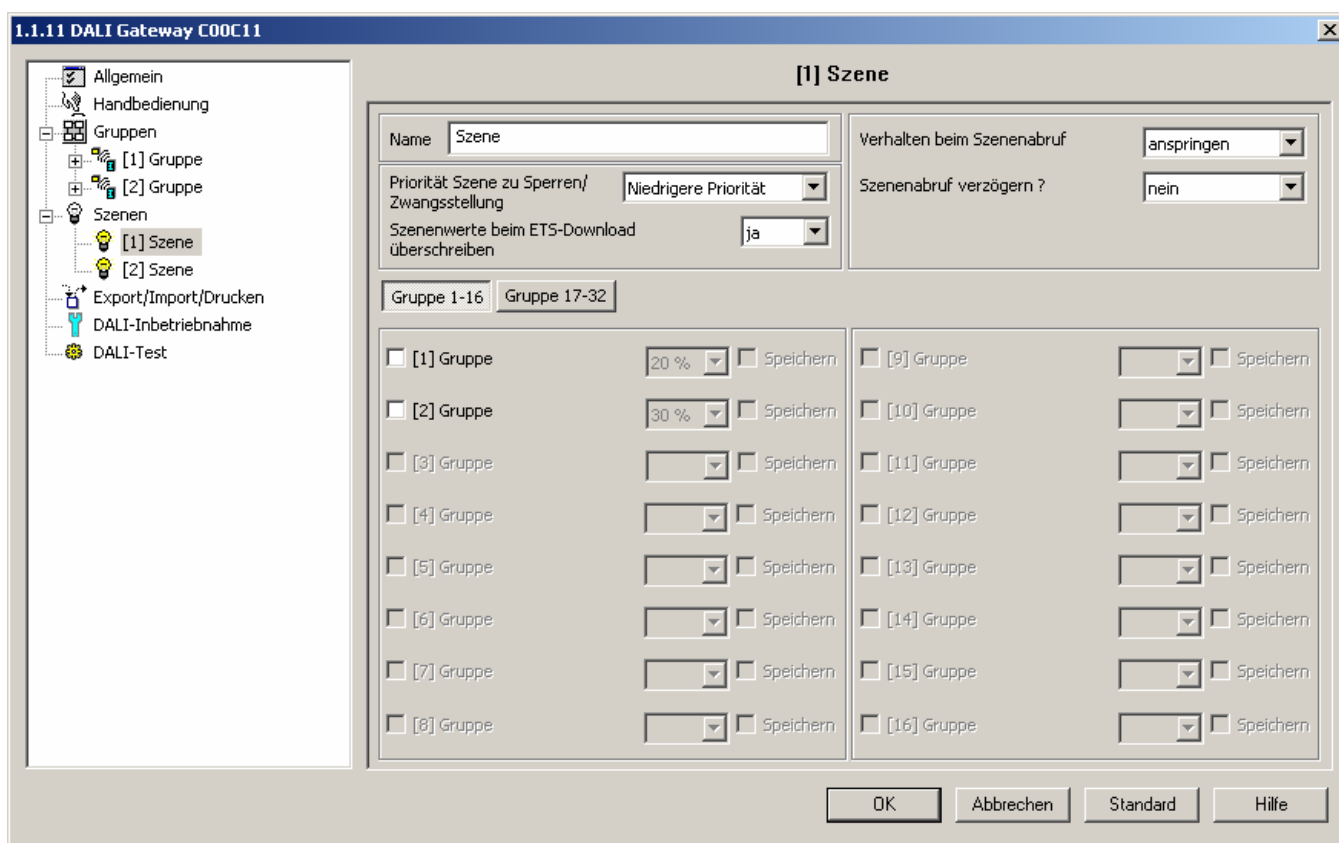 1.1.11 DALI Gateway C00C11
Allgemein
Handbedienung
Gruppen
[1] Gruppe
[2] Gruppe
Szenen
[1] Szene
[2] Szene
Export/Import/Drucken
DALI-Inbetriebnahme
DALI-Test
[1] Szene
Name Szene
Priorität Szene zu Sperren/
Zwangsstellung
Niedrigere Priorität
Szenenwerte beim ETS-Download
überschreiben
ja
Verhalten beim Szenenabruf anspringen
Szenenabruf verzögern ? nein
Gruppe 1-16 Gruppe 17-32
[1] Gruppe 20 % Speichern
[2] Gruppe 30 % Speichern
[3] Gruppe Speichern
[4] Gruppe Speichern
[5] Gruppe Speichern
[6] Gruppe Speichern
[7] Gruppe Speichern
[8] Gruppe Speichern
[9] Gruppe Speichern
[10] Gruppe Speichern
[11] Gruppe Speichern
[12] Gruppe Speichern
[13] Gruppe Speichern
[14] Gruppe Speichern
[15] Gruppe Speichern
[16] Gruppe Speichern
OK Abbrechen Standard Hilfe